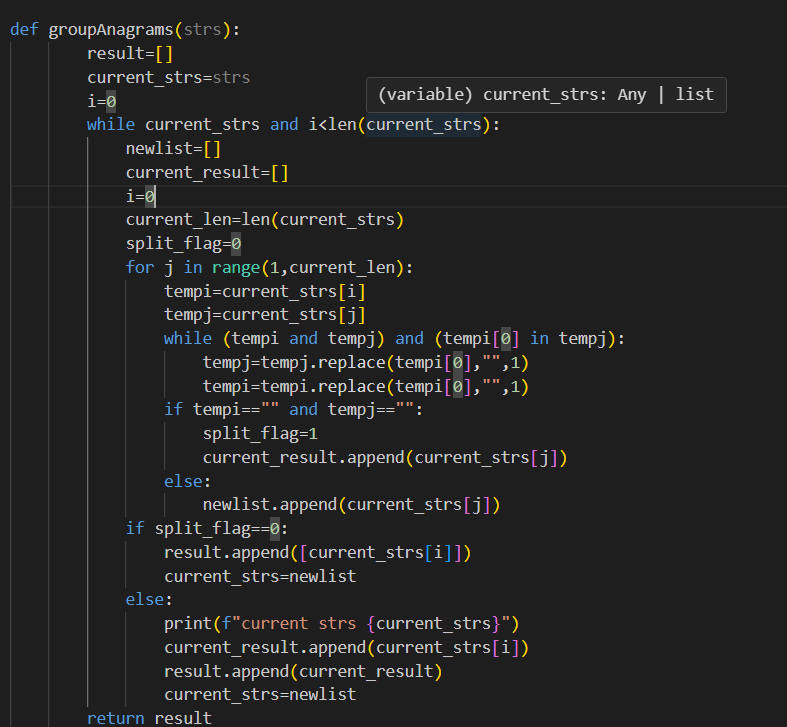 def groupAnagrams(strs):
        result=[]
        current_strs=strs
(variable) current_strs: Any | list
        i=0
        while current_strs and i<len(current_strs):
            newlist=[]
            current_result=[]
            i=0
            current_len=len(current_strs)
            split_flag=0
            for j in range(1,current_len):
                tempi=current_strs[i]
                tempj=current_strs[j]
                while (tempi and tempj) and (tempi[0] in tempj):
                    tempj=tempj.replace(tempi[0],"",1)
                    tempi=tempi.replace(tempi[0],"",1)
                if tempi=="" and tempj=="":
                    split_flag=1
                    current_result.append(current_strs[j])
                else:
                    newlist.append(current_strs[j])
            if split_flag==0:
                result.append([current_strs[i]])
                current_strs=newlist
            else:
                print(f"current strs {current_strs}")
                current_result.append(current_strs[i])
                result.append(current_result)
                current_strs=newlist
        return result